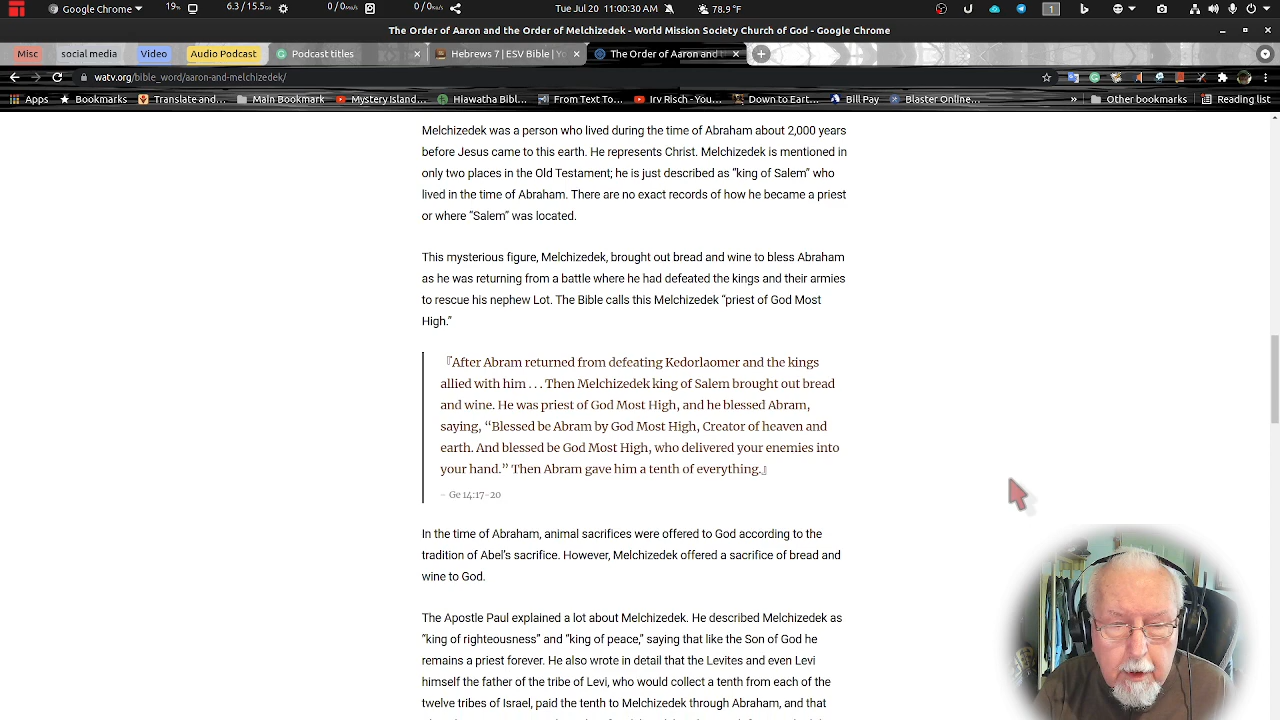 Google Chrome
19%
6.3 / 15.5
0 / 0
0 / 0
Tue Jul 20 11:00:30 AM
78.9°F
1
The Order of Aaron and the Order of Melchizedek - World Mission Society Church of God - Google Chrome
Misc
social media
Video
Audio Podcast
Podcast titles
Hebrews 7 | ESV Bible | Yo
The Order of Aaron and
watv.org/bible_word/aaron-and-melchizedek/
Apps
Bookmarks
Translate and...
Main Bookmark
Mystery Island...
Hiawatha Bibl...
From Text To...
Irv Risch - You...
Down to Eart...
Bill Pay
Blaster Online...
»
Other bookmarks
Reading list
Melchizedek was a person who lived during the time of Abraham about 2,000 years
before Jesus came to this earth. He represents Christ. Melchizedek is mentioned in
only two places in the Old Testament; he is just described as “king of Salem” who
lived in the time of Abraham. There are no exact records of how he became a priest
or where “Salem” was located.
This mysterious figure, Melchizedek, brought out bread and wine to bless Abraham
as he was returning from a battle where he had defeated the kings and their armies
to rescue his nephew Lot. The Bible calls this Melchizedek “priest of God Most
High.”
『After Abram returned from defeating Kedorlaomer and the kings
allied with him . . . Then Melchizedek king of Salem brought out bread
and wine. He was priest of God Most High, and he blessed Abram,
saying, “Blessed be Abram by God Most High, Creator of heaven and
earth. And blessed be God Most High, who delivered your enemies into
your hand.” Then Abram gave him a tenth of everything.』
– Ge 14:17-20
In the time of Abraham, animal sacrifices were offered to God according to the
tradition of Abel’s sacrifice. However, Melchizedek offered a sacrifice of bread and
wine to God.
The Apostle Paul explained a lot about Melchizedek. He described Melchizedek as
“king of righteousness” and “king of peace,” saying that like the Son of God he
remains a priest forever. He also wrote in detail that the Levites and even Levi
himself the father of the tribe of Levi, who would collect a tenth from each of the
twelve tribes of Israel, paid the tenth to Melchizedek through Abraham, and that